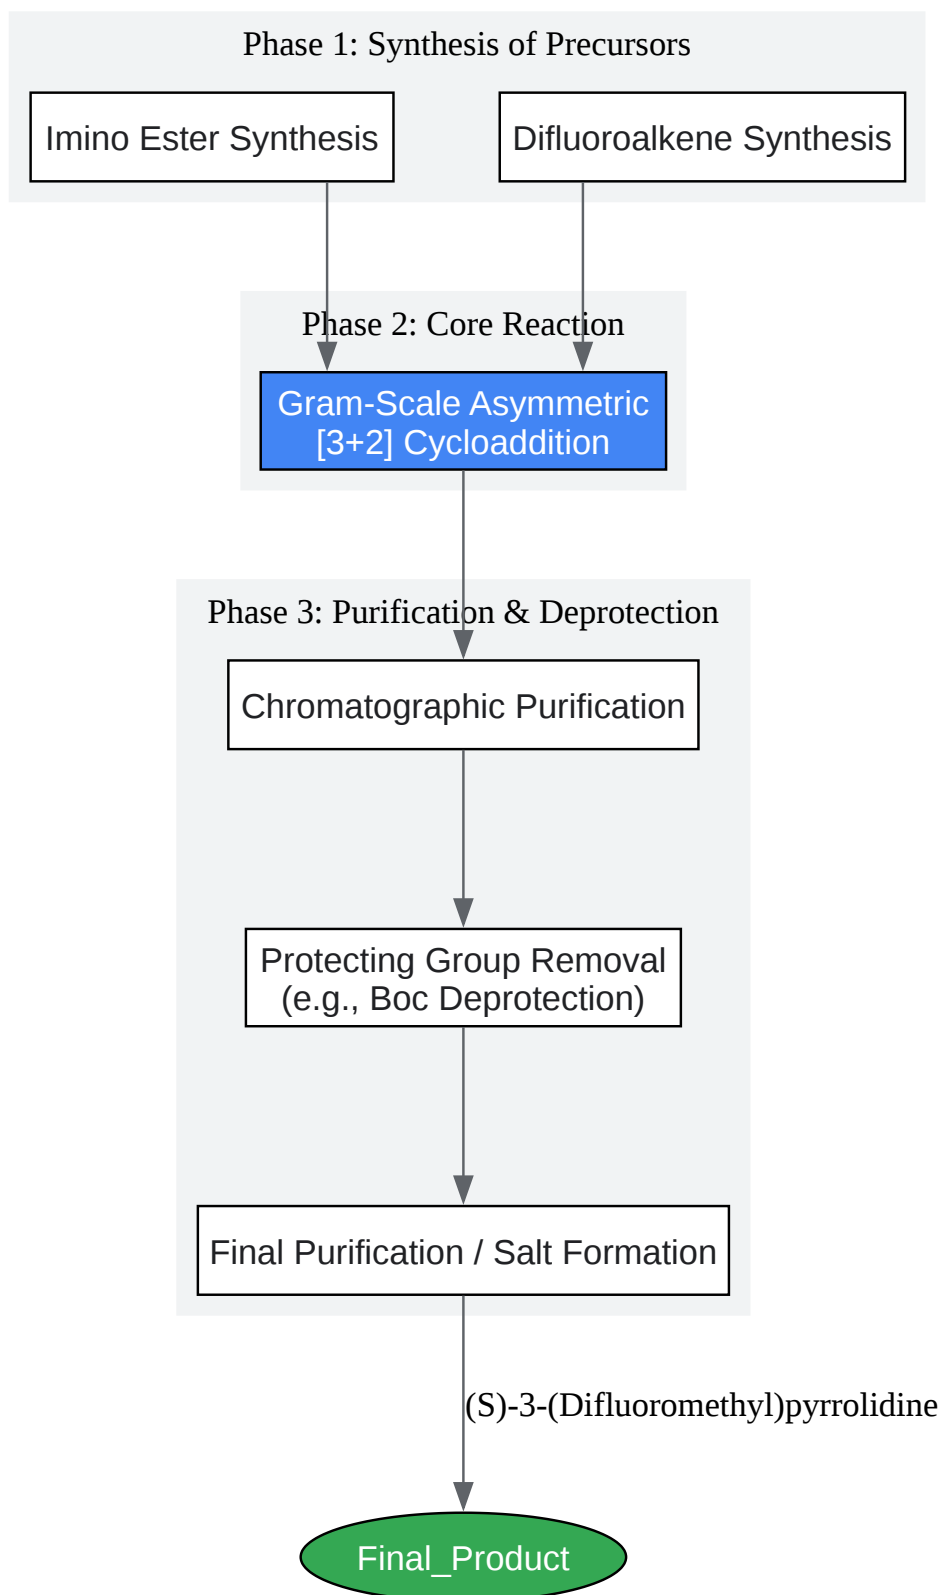 Phase 1: Synthesis of Precursors
Imino Ester Synthesis
Difluoroalkene Synthesis
Phase 2: Core Reaction
Gram-Scale Asymmetric
[3+2] Cycloaddition
Phase 3: Purification & Deprotection
Chromatographic Purification
Protecting Group Removal
(e.g., Boc Deprotection)
Final Purification / Salt Formation
(S)-3-(Difluoromethyl)pyrrolidine
Final_Product